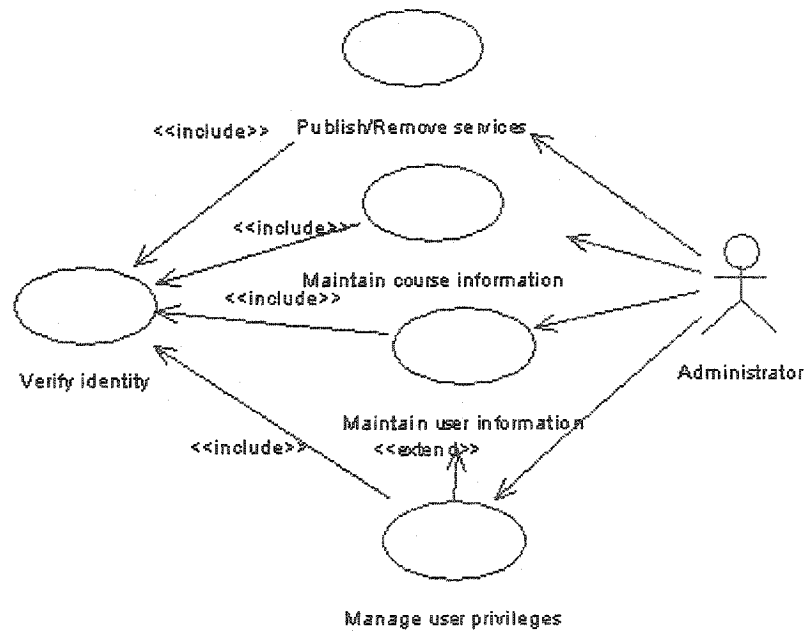 <<include>>
Publish/Remove services
<<include>>
Maintain course information
<<include>>
Verify identity
Administrator
Maintain user information
<<include>>
<<extend>>
Manage user privileges